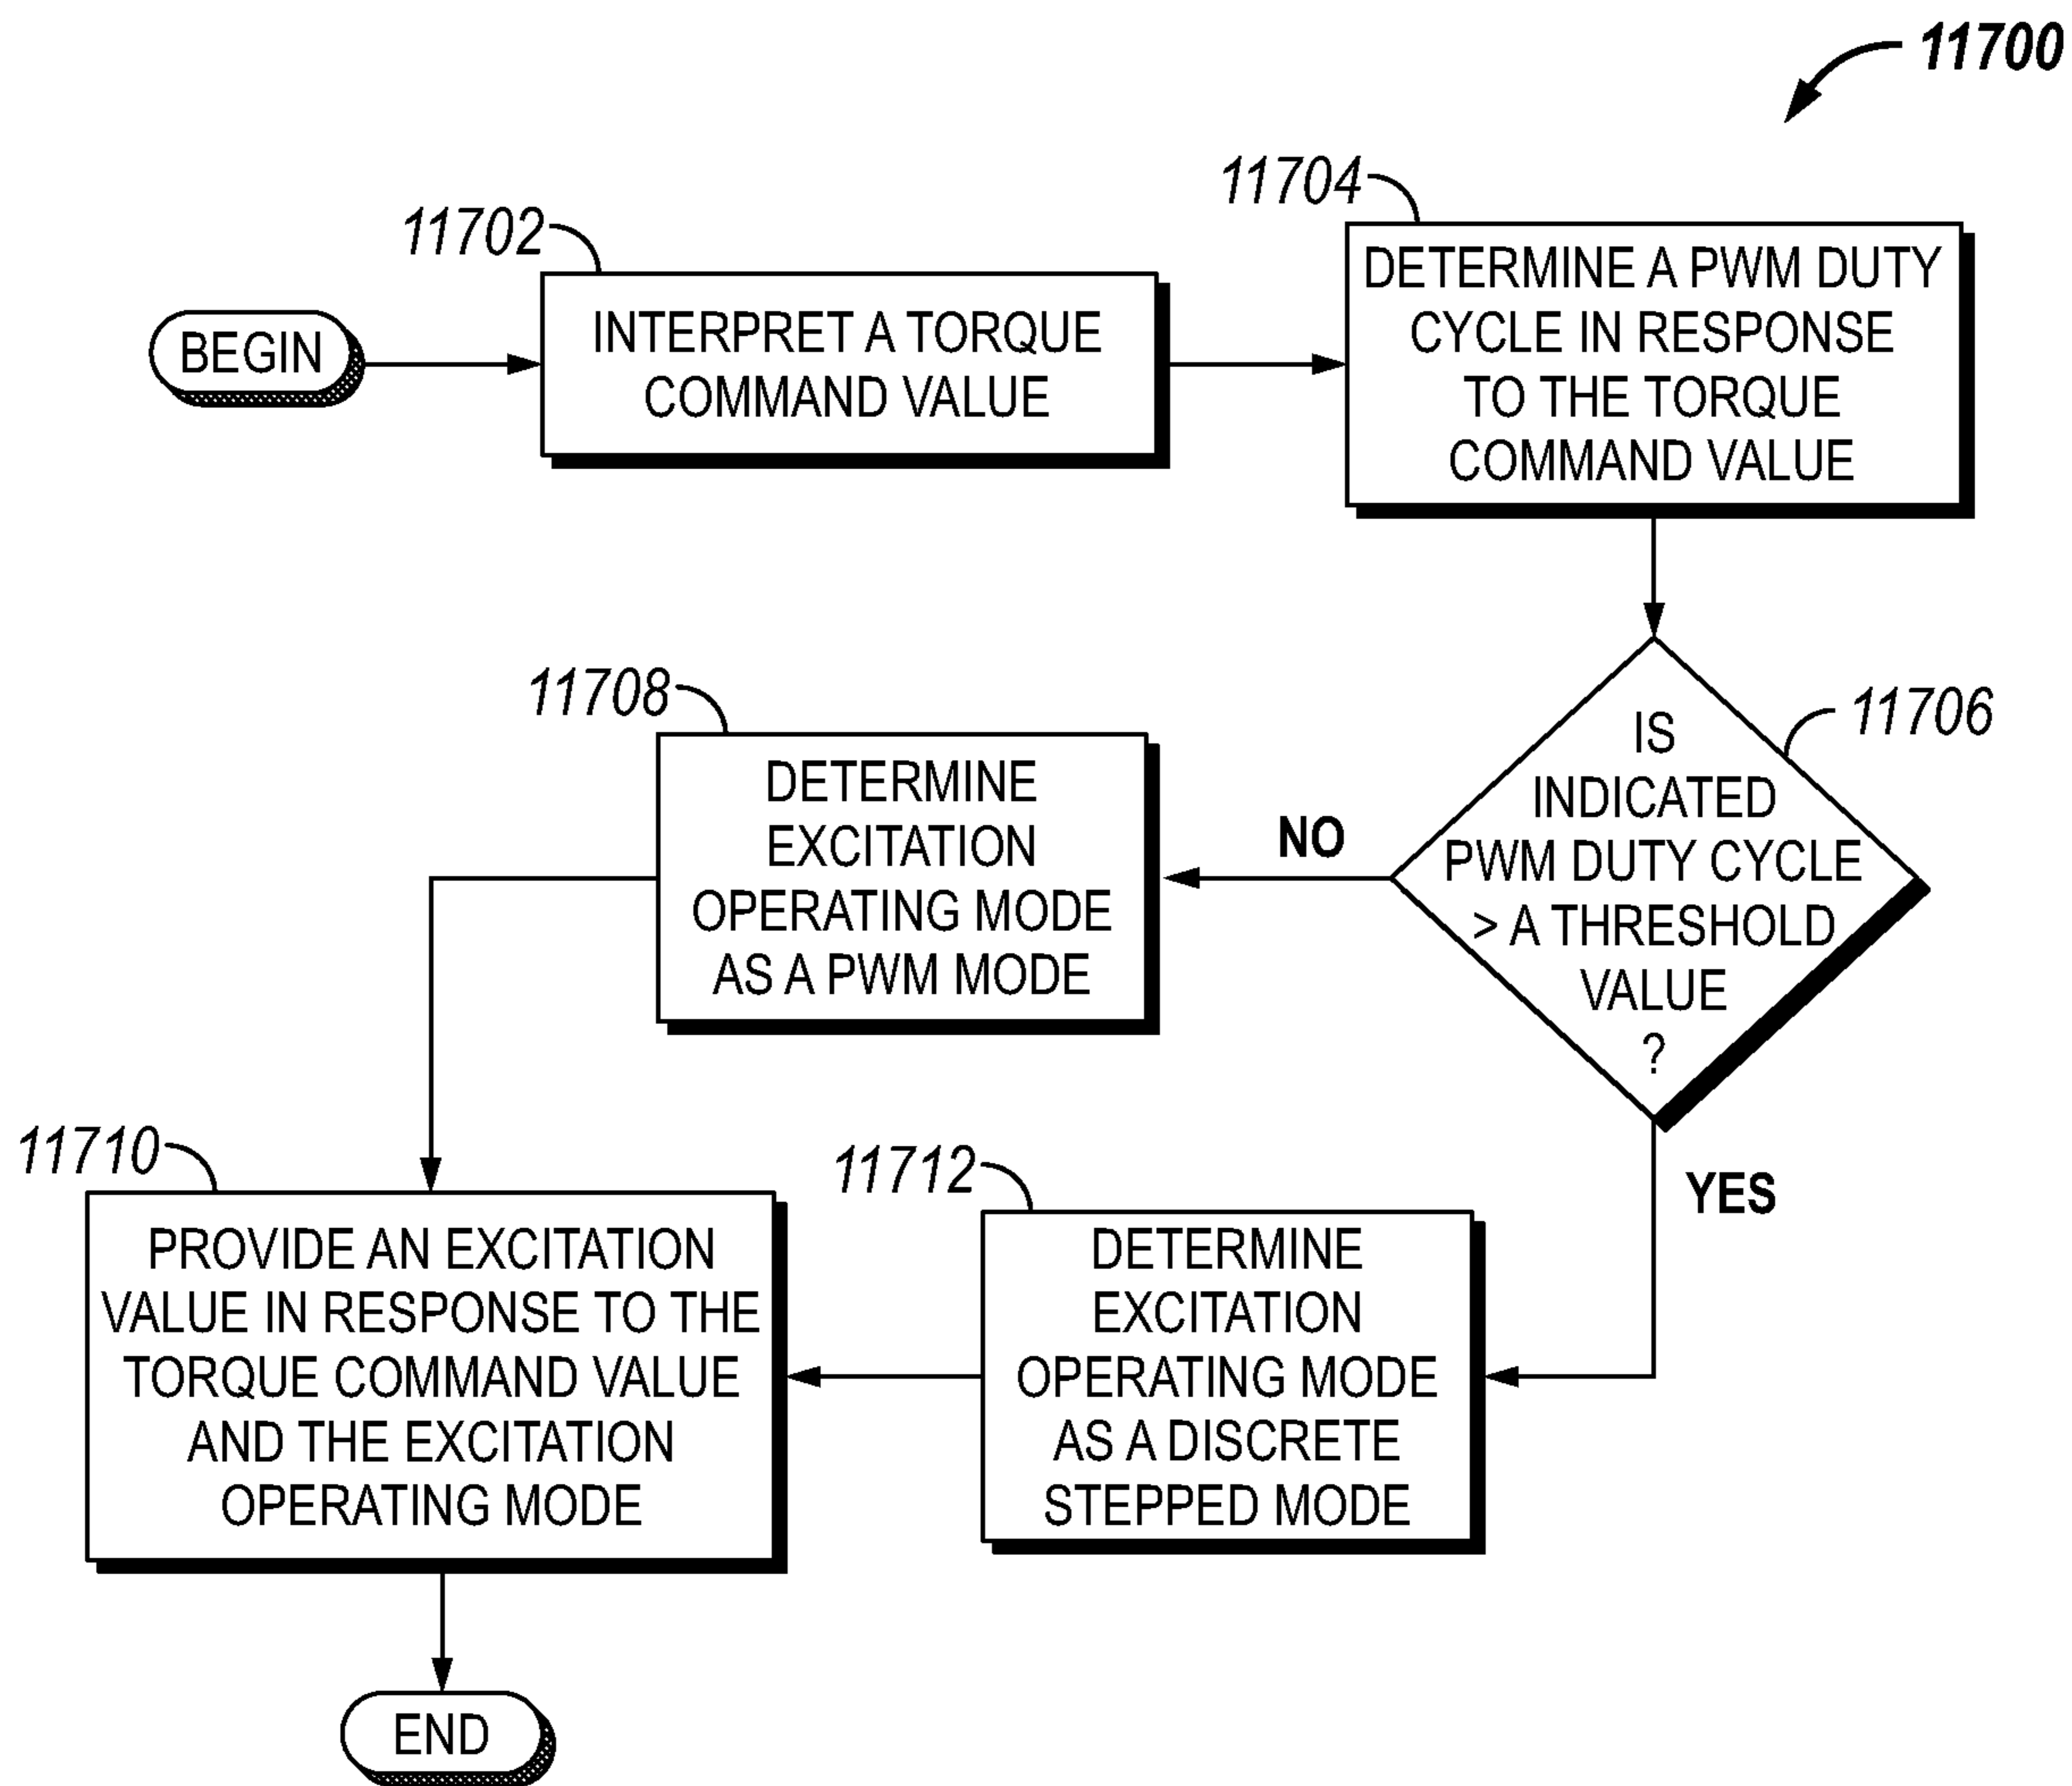 11700
11702
11704
BEGIN
INTERPRET A TORQUE
COMMAND VALUE
DETERMINE A PWM DUTY
CYCLE IN RESPONSE
TO THE TORQUE
COMMAND VALUE
11706
IS
INDICATED
PWM DUTY CYCLE
> A THRESHOLD
VALUE
?
NO
11708
DETERMINE
EXCITATION
OPERATING MODE
AS A PWM MODE
YES
11712
DETERMINE
EXCITATION
OPERATING MODE
AS A DISCRETE
STEPPED MODE
11710
PROVIDE AN EXCITATION
VALUE IN RESPONSE TO THE
TORQUE COMMAND VALUE
AND THE EXCITATION
OPERATING MODE
END